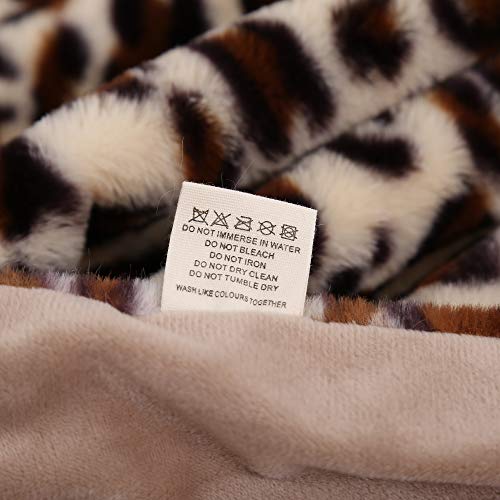 DO NOT IMMERSE IN WATER
DO NOT BLEACH
DO NOT IRON
DO NOT DRY CLEAN
DO NOT TUMBLE DRY
WASH LIKE COLOURS TOGETHER